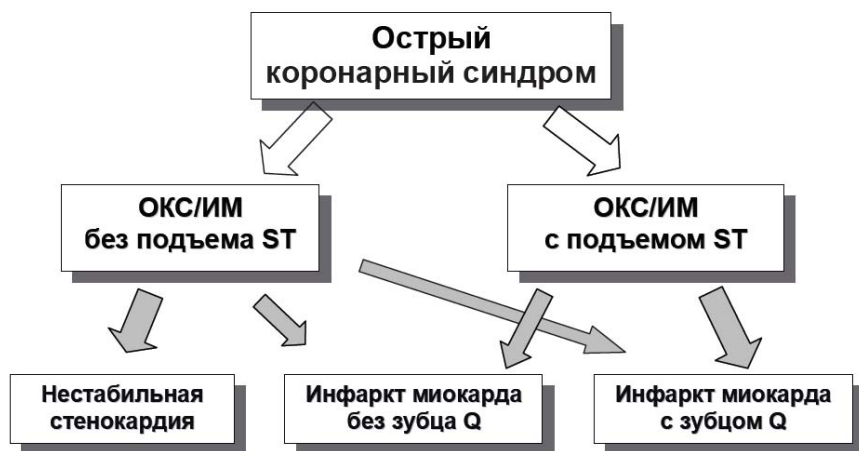 Острый
коронарный синдром
ОКС/ИМ
без подъема ST
ОКС/ИМ
с подъемом ST
Нестабильная
стенокардия
Инфаркт миокарда
без зубца Q
Инфаркт миокарда
с зубцом Q